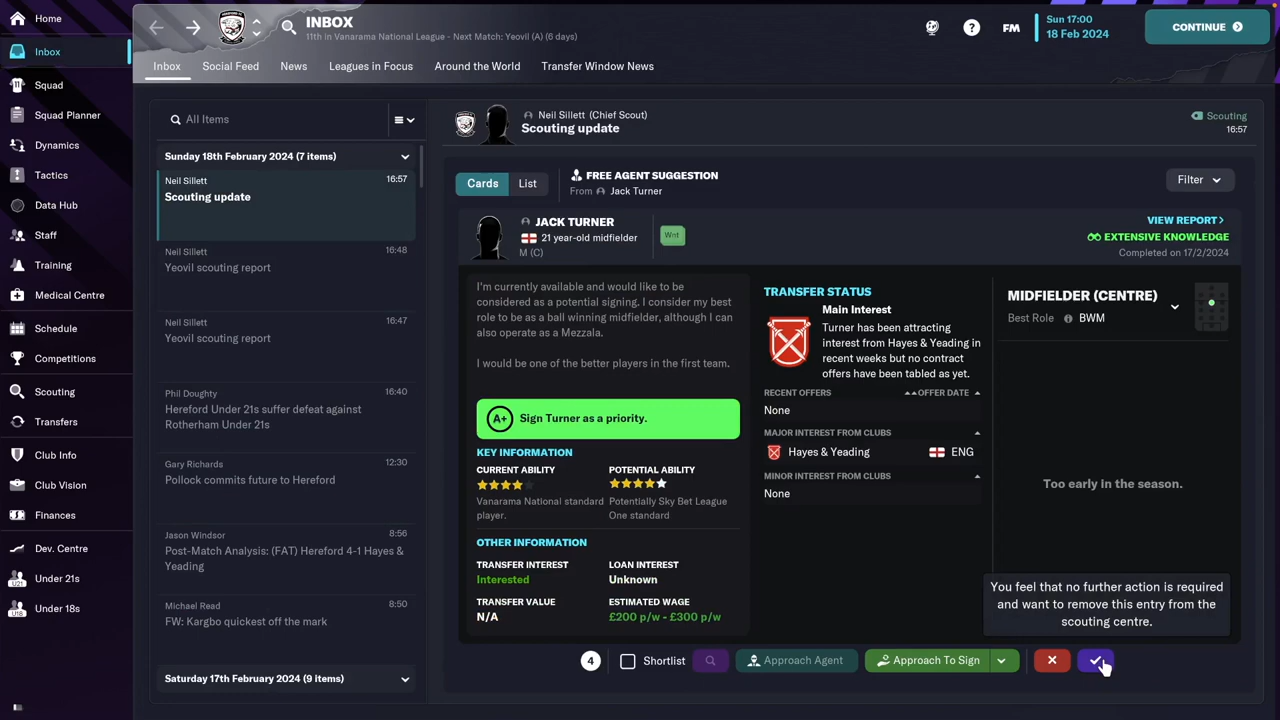 Home
Inbox
Squad
Squad Planner
Dynamics
Tactics
Data Hub
Staff
Training
Medical Centre
Schedule
Competitions
Scouting
Transfers
Club Info
Club Vision
Finances
Dev. Centre
U21
Under 21s
U18
Under 18s
INBOX
11th in Vanarama National League - Next Match: Yeovil (A) (6 days)
?
FM
Sun 17:00
18 Feb 2024
CONTINUE
Inbox
Social Feed
News
Leagues in Focus
Around the World
Transfer Window News
All Items
Sunday 18th February 2024 (7 items)
Neil Sillett
16:57
Scouting update
Neil Sillett
16:48
Yeovil scouting report
Neil Sillett
16:47
Yeovil scouting report
Phil Doughty
16:40
Hereford Under 21s suffer defeat against
Rotherham Under 21s
Gary Richards
12:30
Pollock commits future to Hereford
Jason Windsor
8:56
Post-Match Analysis: (FAT) Hereford 4-1 Hayes &
Yeading
Michael Read
8:50
FW: Kargbo quickest off the mark
Saturday 17th February 2024 (9 items)
Neil Sillett (Chief Scout)
Scouting update
Scouting
16:57
Cards
List
FREE AGENT SUGGESTION
From Jack Turner
Filter
JACK TURNER
21 year-old midfielder
M (C)
Wnt
VIEW REPORT>
EXTENSIVE KNOWLEDGE
Completed on 17/2/2024
I'm currently available and would like to be
considered as a potential signing. I consider my best
role to be as a ball winning midfielder, although I can
also operate as a Mezzala.
I would be one of the better players in the first team.
A+
Sign Turner as a priority.
KEY INFORMATION
CURRENT ABILITY
POTENTIAL ABILITY
Vanarama National standard
player.
Potentially Sky Bet League
One standard
OTHER INFORMATION
TRANSFER INTEREST
LOAN INTEREST
Interested
Unknown
TRANSFER VALUE
ESTIMATED WAGE
N/A
£200 p/w - £300 p/w
TRANSFER STATUS
Main Interest
Turner has been attracting
interest from Hayes & Yeading in
recent weeks but no contract
offers have been tabled as yet.
RECENT OFFERS
OFFER DATE
None
MAJOR INTEREST FROM CLUBS
Hayes & Yeading
ENG
MINOR INTEREST FROM CLUBS
None
MIDFIELDER (CENTRE)
Best Role
BWM
Too early in the season.
You feel that no further action is required
and want to remove this entry from the
scouting centre.
4
Shortlist
Approach Agent
Approach To Sign